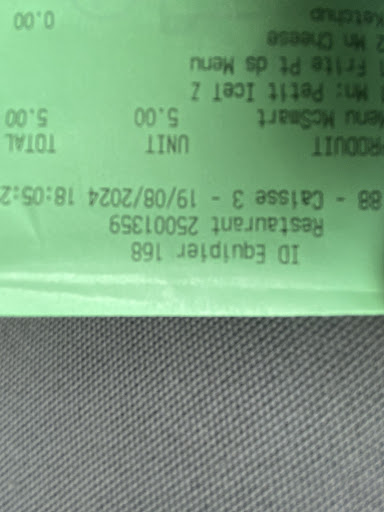 ID Equipier 168
Restaurant 25001359
88 - Caisse 3 - 19/08/2024 18:05:2
PRODUIT UNIT TOTAL
Menu McSmart 5.00 5.00
Mn: Petit IceT Z
Frite Pt ds Menu
Mn Cheese
Ketchup 0.00